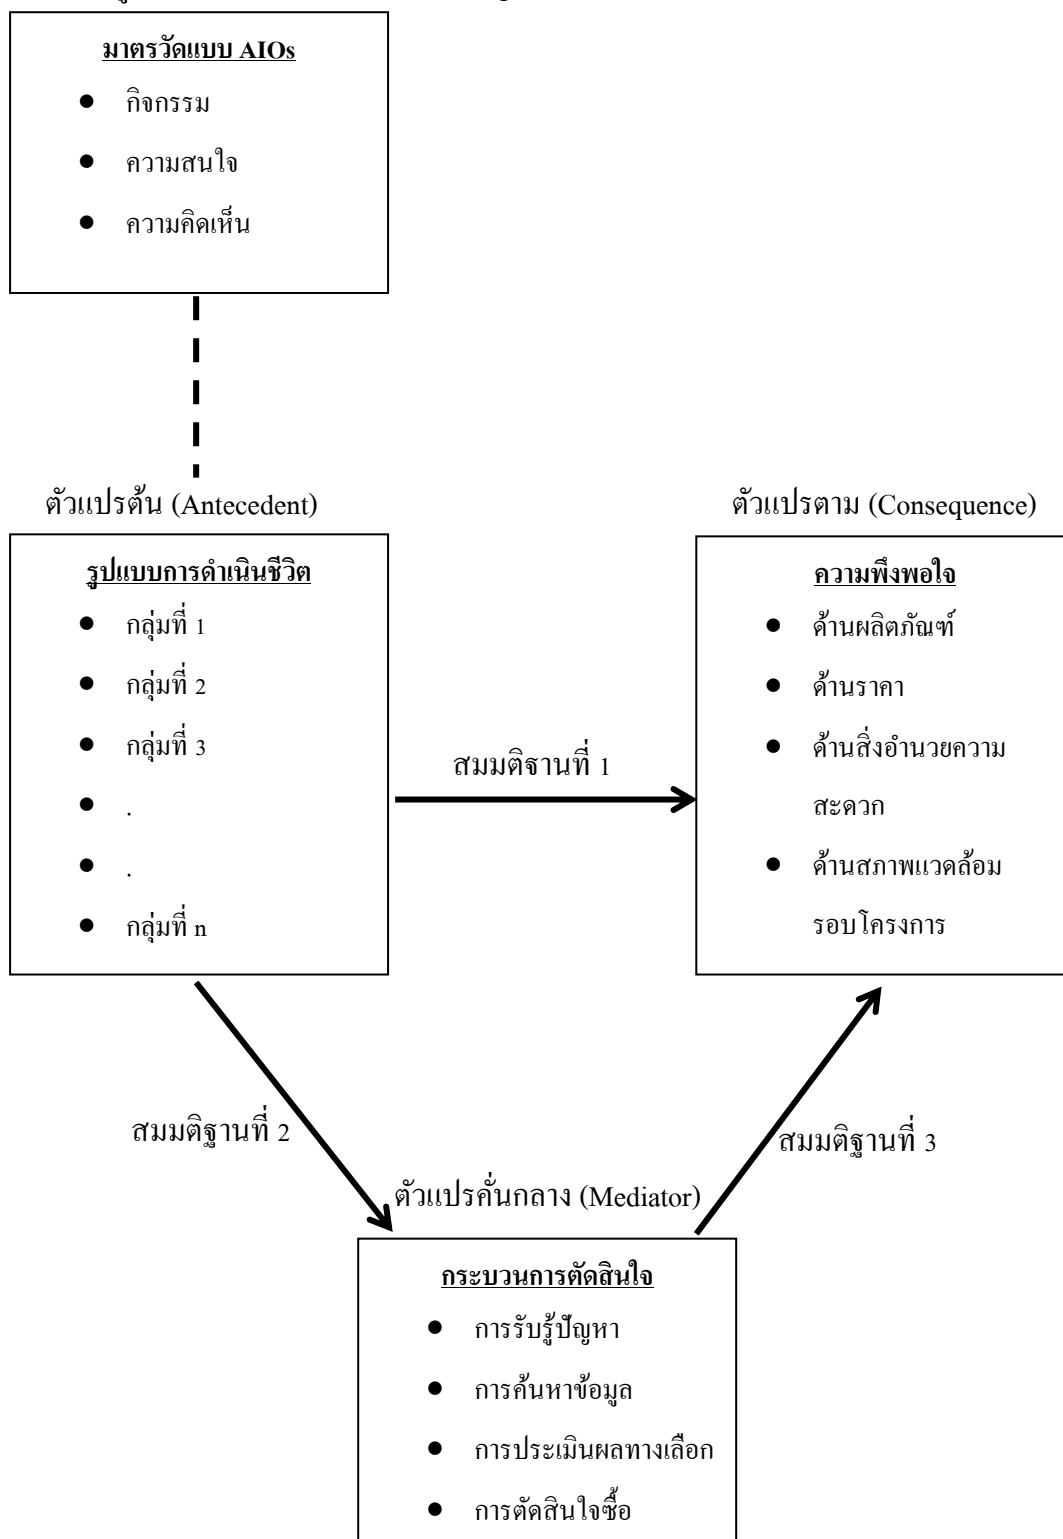 มาตรวัดแบบ AIOs
● กิจกรรม
● ความสนใจ
● ความคิดเห็น
ตัวแปรต้น (Antecedent)
รูปแบบการดำเนินชีวิต
● กลุ่มที่ 1
● กลุ่มที่ 2
● กลุ่มที่ 3
● .
● .
● กลุ่มที่ n
สมมติฐานที่ 1
ตัวแปรตาม (Consequence)
ความพึงพอใจ
● ด้านผลิตภัณฑ์
● ด้านราคา
● ด้านสิ่งอำนวยความ
สะดวก
● ด้านสภาพแวดล้อม
รอบโครงการ
สมมติฐานที่ 2
สมมติฐานที่ 3
ตัวแปรคั่นกลาง (Mediator)
กระบวนการตัดสินใจ
● การรับรู้ปัญหา
● การค้นหาข้อมูล
● การประเมินผลทางเลือก
● การตัดสินใจซื้อ